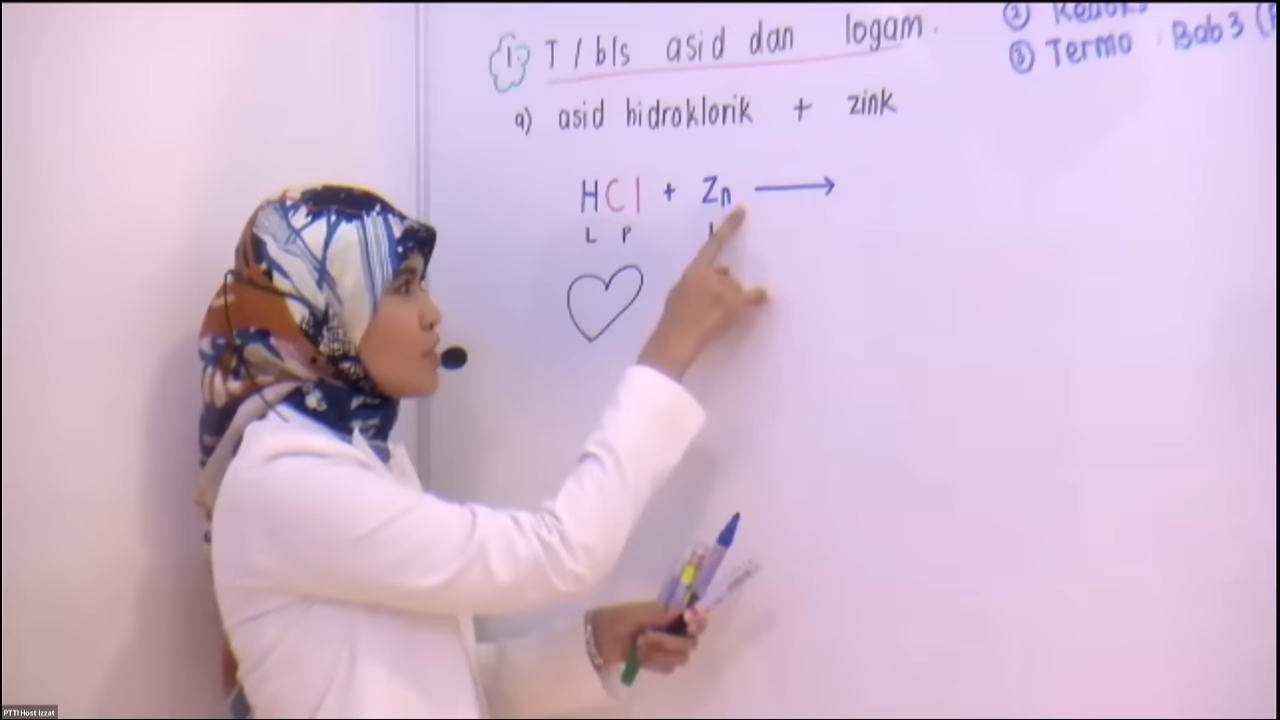 1. T / bls asid dan logam.
a) asid hidroklorik + zink
HCl + Zn ⟶
L P
② Redoks
③ Termo : Bab 3
PTTI Host Izzat